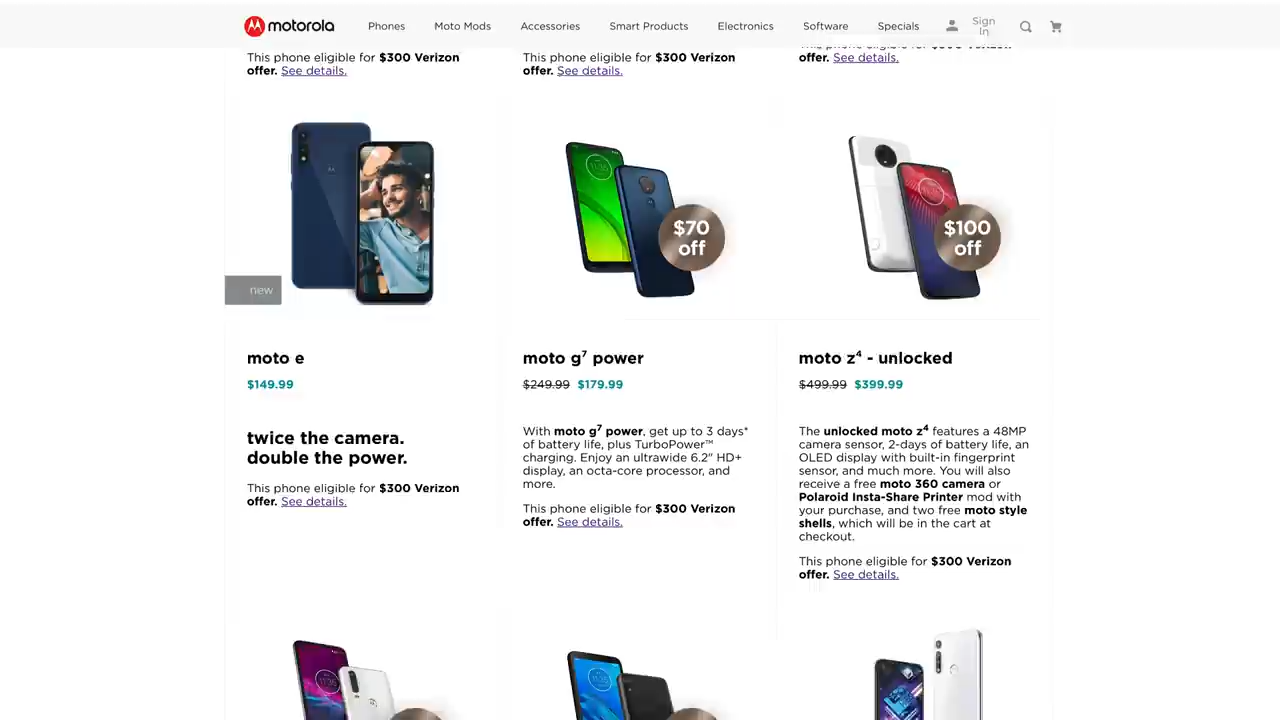 motorola
Phones
Moto Mods
Accessories
Smart Products
Electronics
Software
Specials
Sign
In
This phone eligible for $300 Verizon
offer. See details.
This phone eligible for $300 Verizon
offer. See details.
offer. See details.
new
$70
off
$100
off
moto e
$149.99
twice the camera.
double the power.
This phone eligible for $300 Verizon
offer. See details.
moto g⁷ power
$249.99 $179.99
With moto g⁷ power, get up to 3 days*
of battery life, plus TurboPower™
charging. Enjoy an ultrawide 6.2" HD+
display, an octa-core processor, and
more.
This phone eligible for $300 Verizon
offer. See details.
moto z⁴ - unlocked
$499.99 $399.99
The unlocked moto z⁴ features a 48MP
camera sensor, 2-days of battery life, an
OLED display with built-in fingerprint
sensor, and much more. You will also
receive a free moto 360 camera or
Polaroid Insta-Share Printer mod with
your purchase, and two free moto style
shells, which will be in the cart at
checkout.
This phone eligible for $300 Verizon
offer. See details.